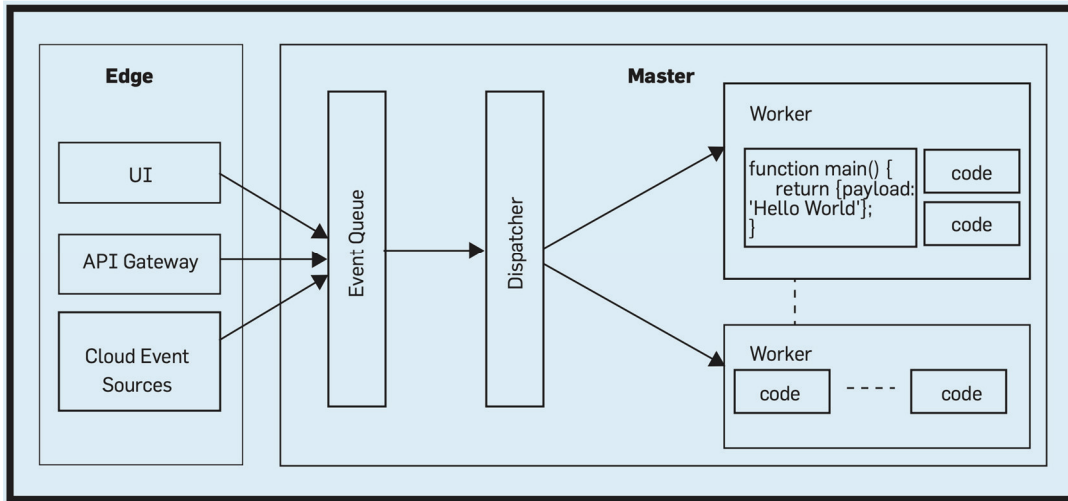 Edge
UI
API Gateway
Cloud Event
Sources
Master
Event Queue
Dispatcher
Worker
function main() {
return {payload:
'Hello World'};
}
code
code
Worker
code
code